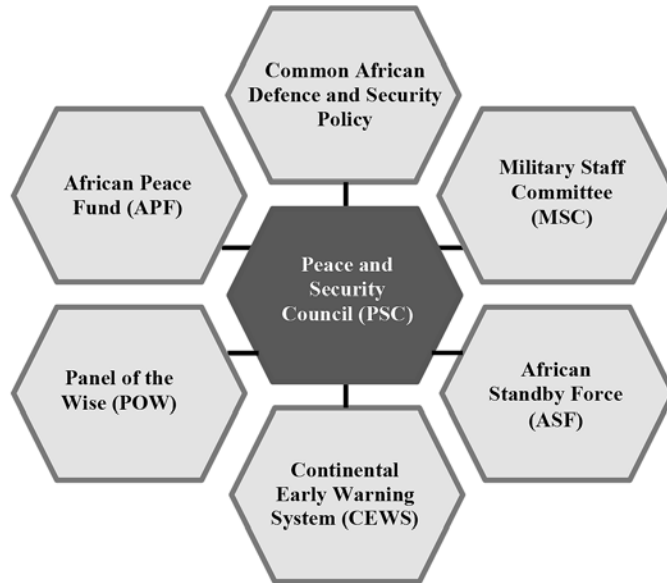 Common African
Defence and Security
Policy
African Peace
Fund (APF)
Military Staff
Committee
(MSC)
Peace and
Security
Council (PSC)
Panel of the
Wise (POW)
African
Standby Force
(ASF)
Continental
Early Warning
System (CEWS)